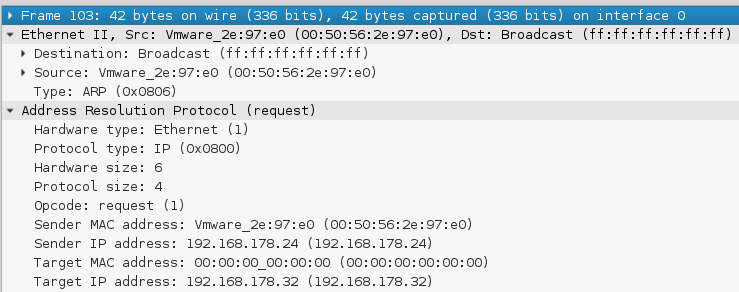 Frame 103: 42 bytes on wire (336 bits), 42 bytes captured (336 bits) on interface 0
Ethernet II, Src: Vmware_2e:97:e0 (00:50:56:2e:97:e0), Dst: Broadcast (ff:ff:ff:ff:ff:ff)
Destination: Broadcast (ff:ff:ff:ff:ff:ff)
Source: Vmware_2e:97:e0 (00:50:56:2e:97:e0)
Type: ARP (0x0806)
Address Resolution Protocol (request)
Hardware type: Ethernet (1)
Protocol type: IP (0x0800)
Hardware size: 6
Protocol size: 4
Opcode: request (1)
Sender MAC address: Vmware_2e:97:e0 (00:50:56:2e:97:e0)
Sender IP address: 192.168.178.24 (192.168.178.24)
Target MAC address: 00:00:00_00:00:00 (00:00:00:00:00:00)
Target IP address: 192.168.178.32 (192.168.178.32)